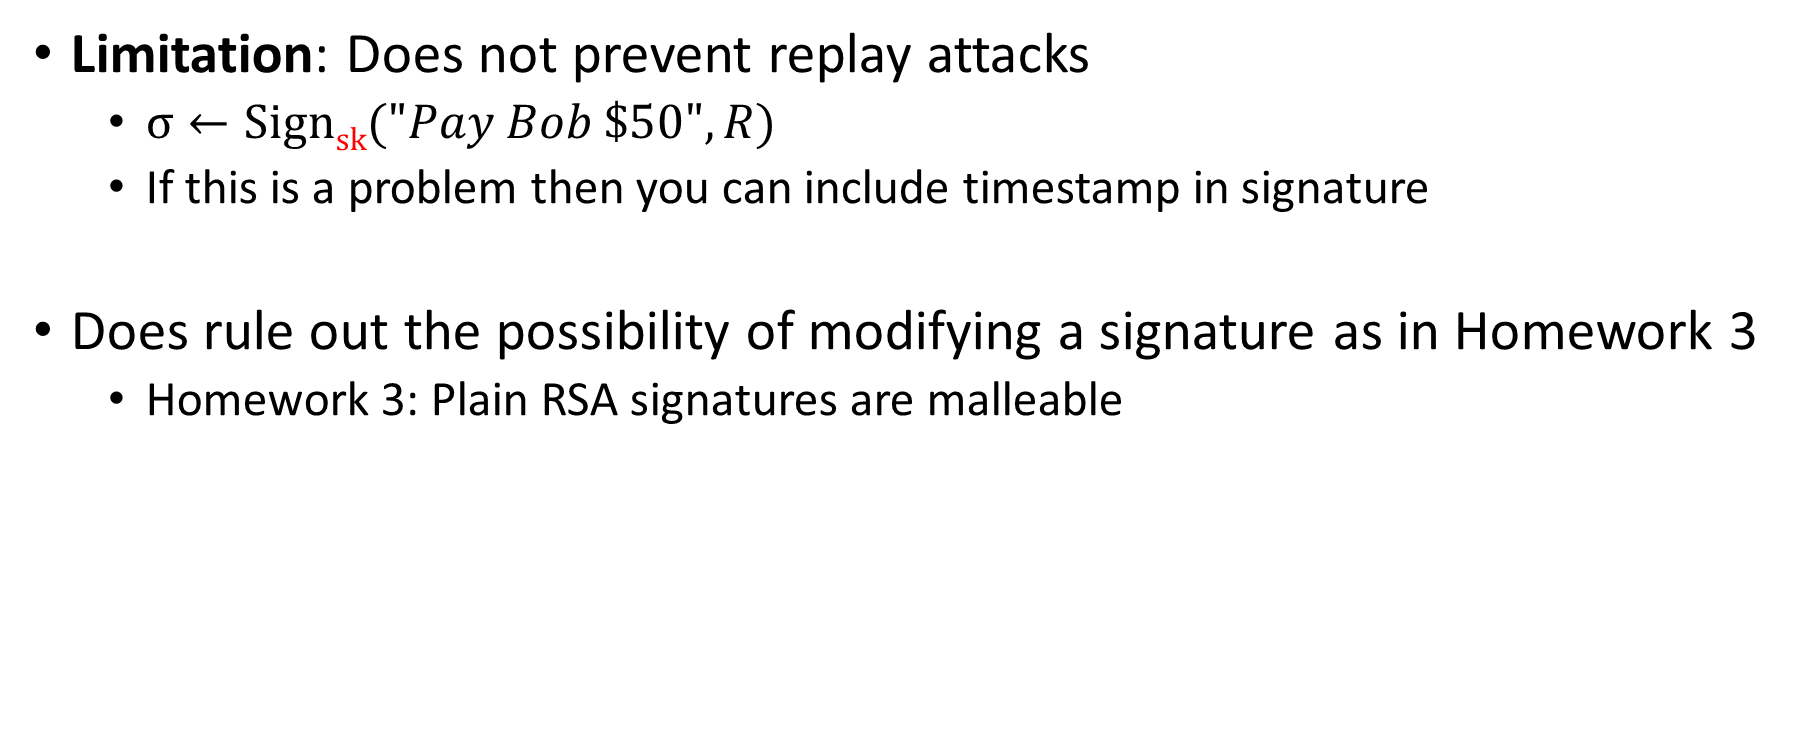 • Limitation: Does not prevent replay attacks
• σ ← Signsk("Pay Bob $50", R)
• If this is a problem then you can include timestamp in signature
• Does rule out the possibility of modifying a signature as in Homework 3
• Homework 3: Plain RSA signatures are malleable